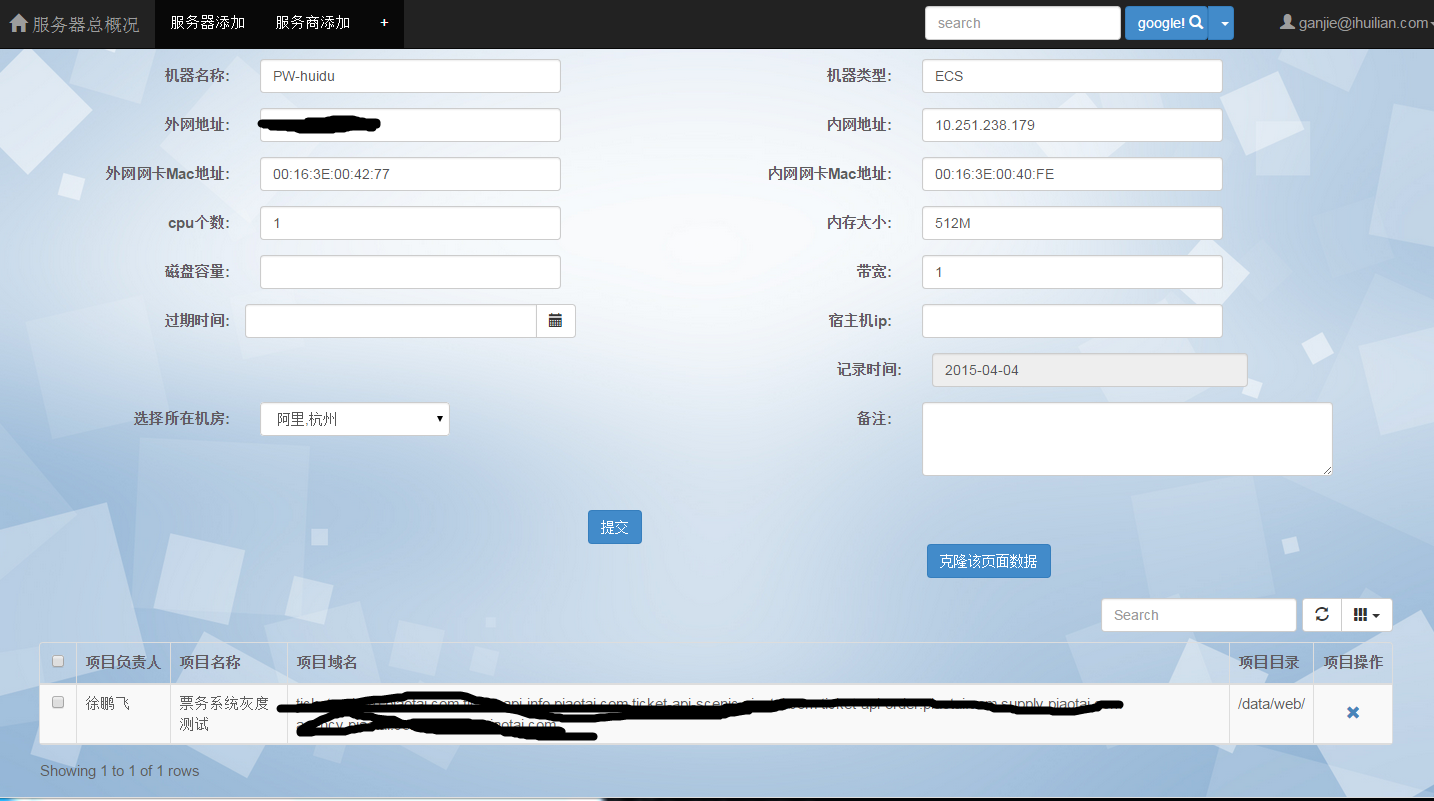 服务器总概况 服务器添加 服务商添加 + search google! ganjie@ihuilian.com
机器名称: PW-huidu 机器类型: ECS
外网地址: 内网地址: 10.251.238.179
外网网卡Mac地址: 00:16:3E:00:42:77 内网网卡Mac地址: 00:16:3E:00:40:FE
cpu个数: 1 内存大小: 512M
磁盘容量: 带宽: 1
过期时间: 宿主机ip:
记录时间: 2015-04-04
选择所在机房: 阿里,杭州 备注:
提交
克隆该页面数据
Search
项目负责人 项目名称 项目域名 项目目录 项目操作
徐鹏飞 票务系统灰度 /data/web/
测试
Showing 1 to 1 of 1 rows